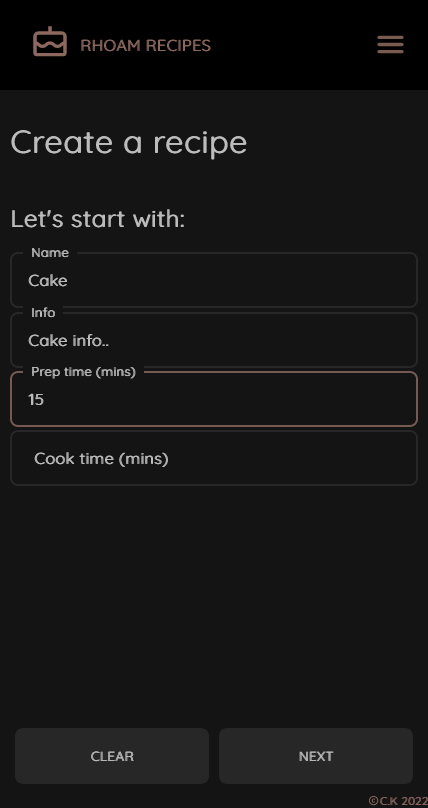 RHOAM RECIPES
Create a recipe
Let's start with:
Name
Cake
Info
Cake info..
Prep time (mins)
15
Cook time (mins)
CLEAR
NEXT
©C.K 2022